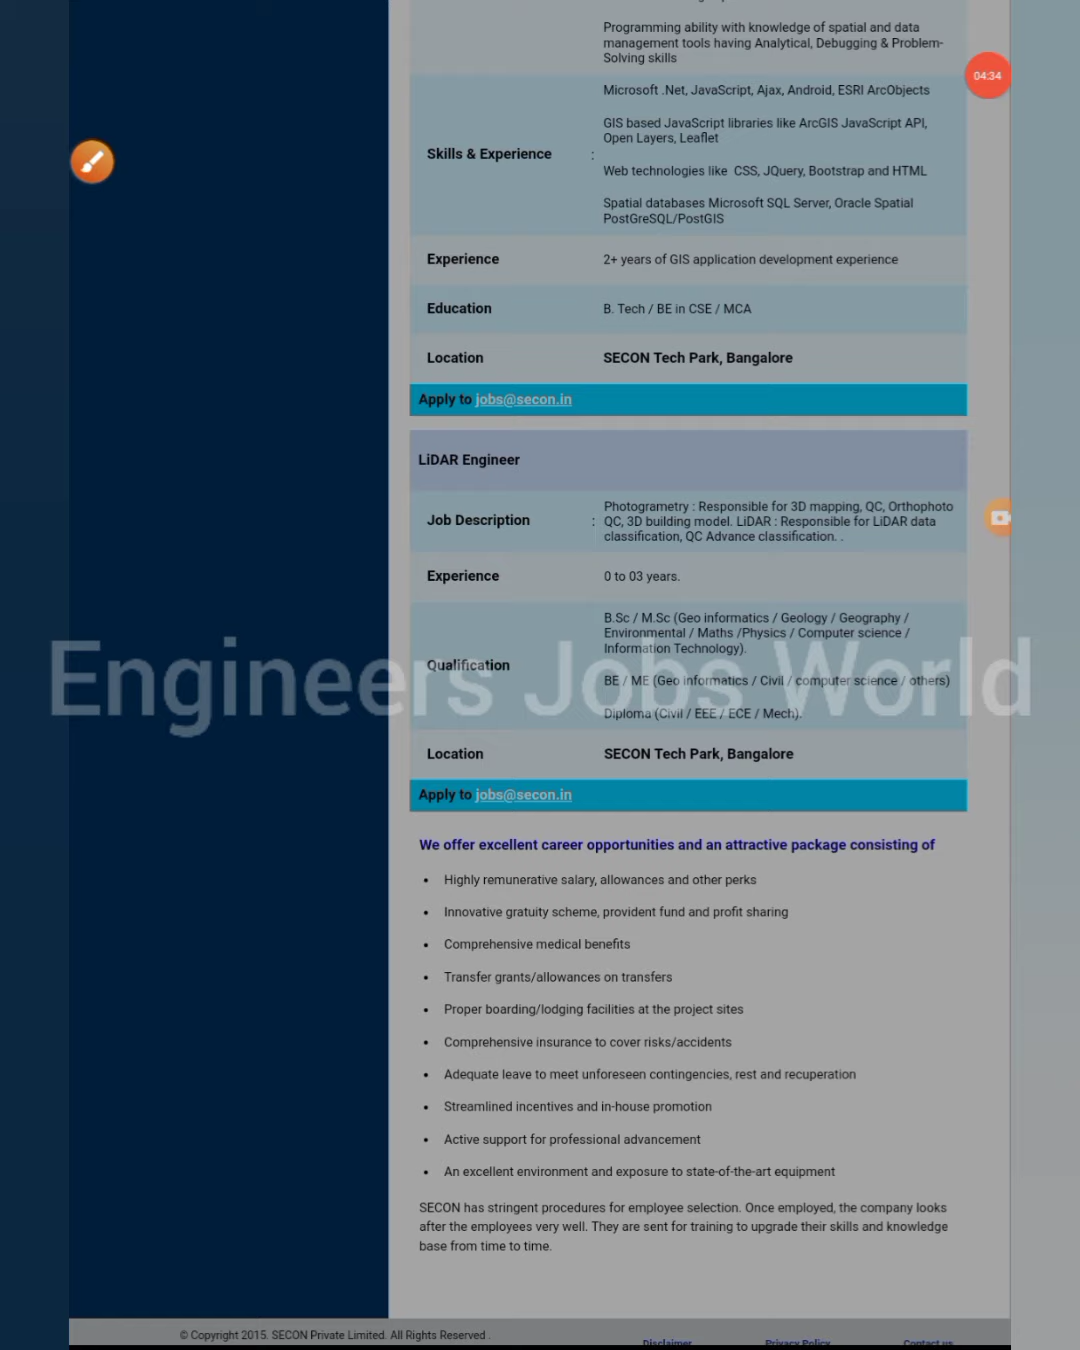 Programming ability with knowledge of spatial and data
management tools having Analytical, Debugging & Problem-
Solving skills
04:34
Skills & Experience :
Microsoft .Net, JavaScript, Ajax, Android, ESRI ArcObjects
GIS based JavaScript libraries like ArcGIS JavaScript API,
Open Layers, Leaflet
Web technologies like CSS, JQuery, Bootstrap and HTML
Spatial databases Microsoft SQL Server, Oracle Spatial
PostGreSQL/PostGIS
Experience 2+ years of GIS application development experience
Education B. Tech / BE in CSE / MCA
Location SECON Tech Park, Bangalore
Apply to jobs@secon.in
LiDAR Engineer
Job Description :
Photogrametry : Responsible for 3D mapping, QC, Orthophoto
QC, 3D building model. LiDAR : Responsible for LiDAR data
classification, QC Advance classification. .
Experience 0 to 03 years.
Qualification
B.Sc / M.Sc (Geo informatics / Geology / Geography /
Environmental / Maths /Physics / Computer science /
Information Technology).
BE / ME (Geo informatics / Civil / computer science / others)
Diploma (Civil / EEE / ECE / Mech).
Engineers Jobs World
Location SECON Tech Park, Bangalore
Apply to jobs@secon.in
We offer excellent career opportunities and an attractive package consisting of
• Highly remunerative salary, allowances and other perks
• Innovative gratuity scheme, provident fund and profit sharing
• Comprehensive medical benefits
• Transfer grants/allowances on transfers
• Proper boarding/lodging facilities at the project sites
• Comprehensive insurance to cover risks/accidents
• Adequate leave to meet unforeseen contingencies, rest and recuperation
• Streamlined incentives and in-house promotion
• Active support for professional advancement
• An excellent environment and exposure to state-of-the-art equipment
SECON has stringent procedures for employee selection. Once employed, the company looks
after the employees very well. They are sent for training to upgrade their skills and knowledge
base from time to time.
© Copyright 2015. SECON Private Limited. All Rights Reserved .
Disclaimer Privacy Policy Contact us